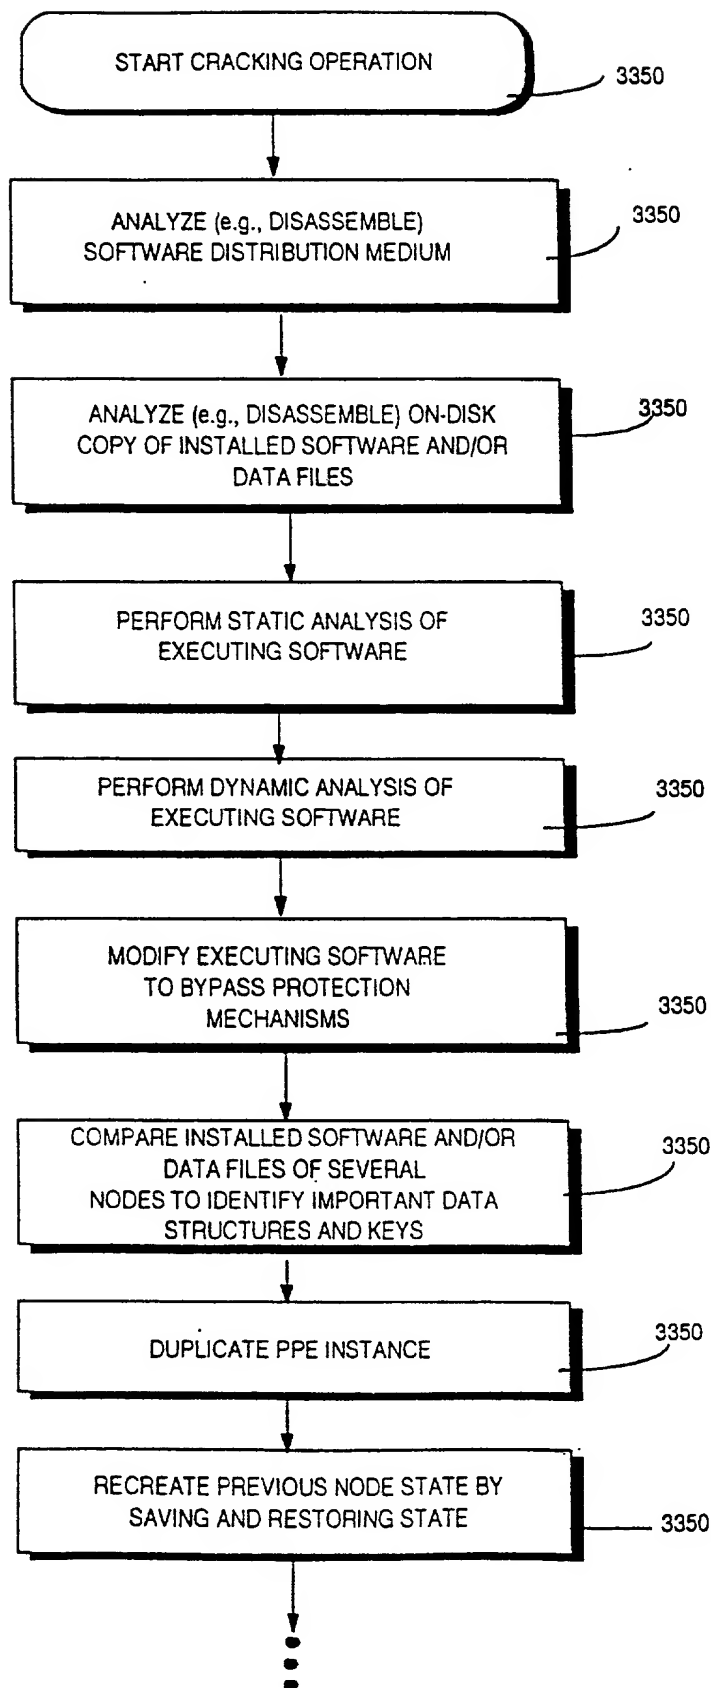 START CRACKING OPERATION
3350
ANALYZE (e.g., DISASSEMBLE)
SOFTWARE DISTRIBUTION MEDIUM
3350
ANALYZE (e.g., DISASSEMBLE) ON-DISK
COPY OF INSTALLED SOFTWARE AND/OR
DATA FILES
3350
PERFORM STATIC ANALYSIS OF
EXECUTING SOFTWARE
3350
PERFORM DYNAMIC ANALYSIS OF
EXECUTING SOFTWARE
3350
MODIFY EXECUTING SOFTWARE
TO BYPASS PROTECTION
MECHANISMS
3350
COMPARE INSTALLED SOFTWARE AND/OR
DATA FILES OF SEVERAL
NODES TO IDENTIFY IMPORTANT DATA
STRUCTURES AND KEYS
3350
DUPLICATE PPE INSTANCE
3350
RECREATE PREVIOUS NODE STATE BY
SAVING AND RESTORING STATE
3350